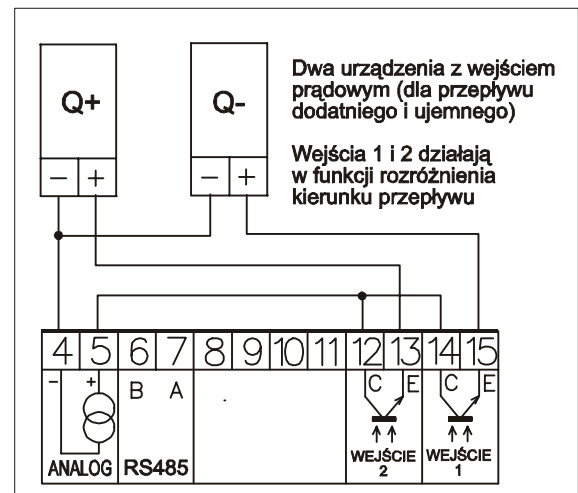 Q+
Q-
Dwa urządzenia z wejściem
prądowym (dla przepływu
dodatniego i ujemnego)
Wejścia 1 i 2 działają
w funkcji rozróżnienia
kierunku przepływu
- + - +
4 5 6 7 8 9 10 11 12 13 14 15
- + B A C E C E
ANALOG RS485 WEJŚCIE 2 WEJŚCIE 1